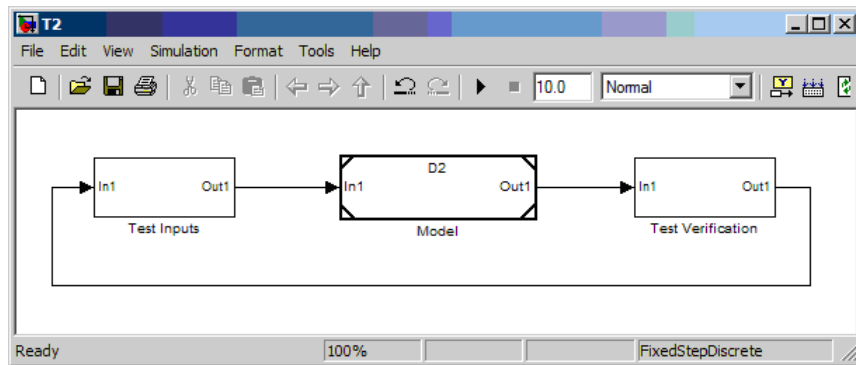 T2
File Edit View Simulation Format Tools Help
10.0 Normal
D2
In1 Out1 In1 Out1 In1 Out1
Test Inputs Model Test Verification
Ready 100% FixedStepDiscrete